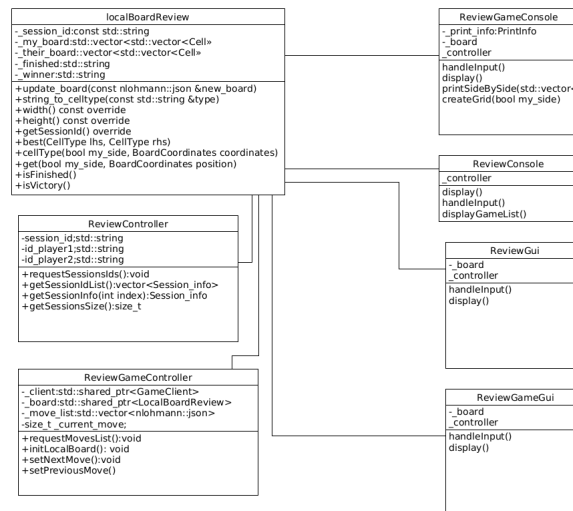 localBoardReview
-_session_id:const std::string
-_my_board:std::vector<std::vector<Cell»
-_their_board::vector<std::vector<Cell»
-_finished:std::string
-_winner:std::string
+update_board(const nlohmann::json &new_board)
+string_to_celltype(const std::string &type)
+width() const override
+height() const override
+getSessionId() override
+best(CellType lhs, CellType rhs)
+cellType(bool my_side, BoardCoordinates coordinates)
+get(bool my_side, BoardCoordinates position)
+isFinished()
+isVictory()
ReviewController
-session_id;std::string
-id_player1;std::string
-id_player2;std::string
+requestSessionsIds():void
+getSessionIdList():vector<Session_info>
+getSessionInfo(int index):Session_info
+getSessionsSize():size_t
ReviewGameController
-_client:std::shared_ptr<GameClient>
-_board:std::shared_ptr<LocalBoardReview>
-_move_list:std::vector<nlohmann::json>
-size_t _current_move;
+requestMovesList():void
+initLocalBoard(): void
+setNextMove():void
+setPreviousMove()
ReviewGameConsole
-_print_info:PrintInfo
-_board
_controller
handleInput()
display()
printSideBySide(std::vector<
createGrid(bool my_side)
ReviewConsole
_controller
display()
handleInput()
displayGameList()
ReviewGui
-_board
_controller
handleInput()
display()
ReviewGameGui
-_board
_controller
handleInput()
display()